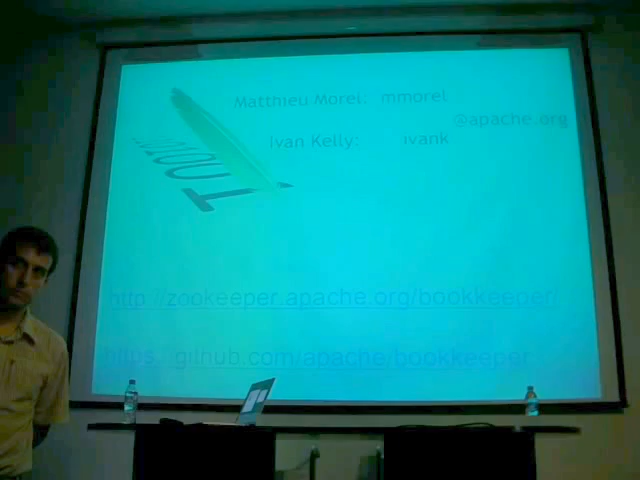 Matthieu Morel: mmorel
@apache.org
Ivan Kelly: ivank
http://zookeeper.apache.org/bookkeeper/
https://github.com/apache/bookkeeper